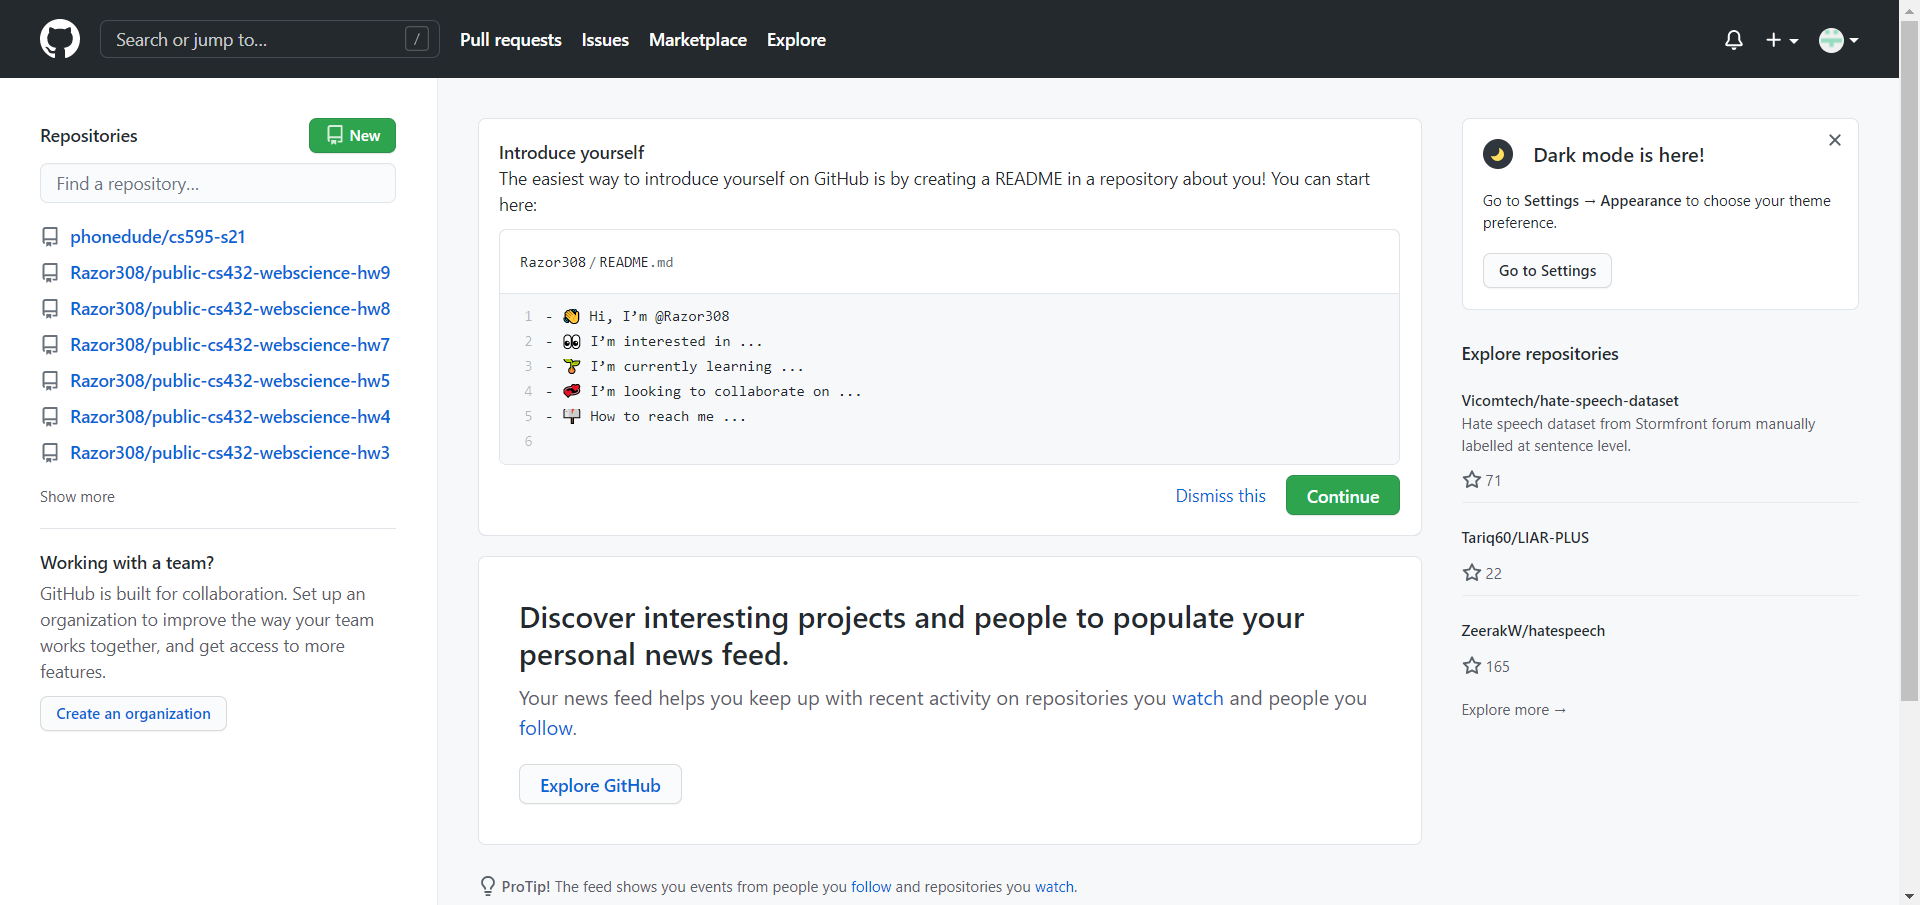 Search or jump to...
/
Pull requests
Issues
Marketplace
Explore
Repositories
New
Find a repository...
phonedude/cs595-s21
Razor308/public-cs432-webscience-hw9
Razor308/public-cs432-webscience-hw8
Razor308/public-cs432-webscience-hw7
Razor308/public-cs432-webscience-hw5
Razor308/public-cs432-webscience-hw4
Razor308/public-cs432-webscience-hw3
Show more
Working with a team?
GitHub is built for collaboration. Set up an
organization to improve the way your team
works together, and get access to more
features.
Create an organization
Introduce yourself
The easiest way to introduce yourself on GitHub is by creating a README in a repository about you! You can start
here:
Razor308 / README.md
1 - 👋 Hi, I’m @Razor308
2 - 👀 I’m interested in ...
3 - 🌱 I’m currently learning ...
4 - 💞️ I’m looking to collaborate on ...
5 - 📫 How to reach me ...
6
Dismiss this
Continue
Discover interesting projects and people to populate your
personal news feed.
Your news feed helps you keep up with recent activity on repositories you watch and people you
follow.
Explore GitHub
ProTip! The feed shows you events from people you follow and repositories you watch.
Dark mode is here!
Go to Settings → Appearance to choose your theme
preference.
Go to Settings
Explore repositories
Vicomtech/hate-speech-dataset
Hate speech dataset from Stormfront forum manually
labelled at sentence level.
71
Tariq60/LIAR-PLUS
22
ZeerakW/hatespeech
165
Explore more →